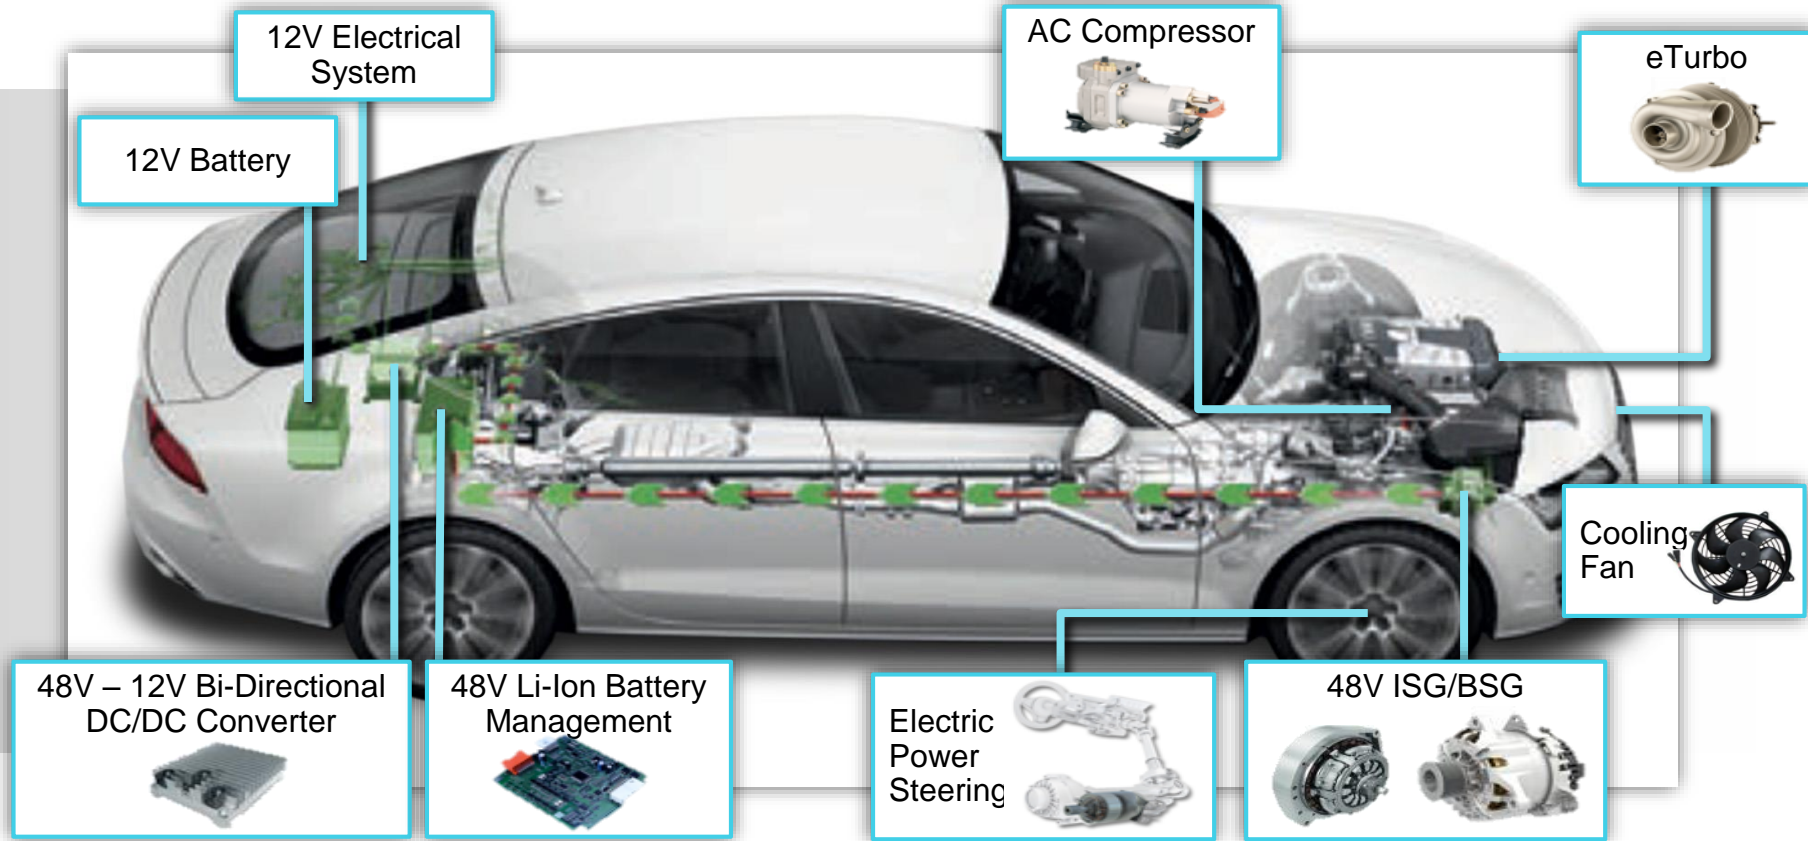 12V Electrical
System
AC Compressor
eTurbo
12V Battery
Cooling
Fan
48V – 12V Bi-Directional
DC/DC Converter
48V Li-Ion Battery
Management
Electric
Power
Steering
48V ISG/BSG